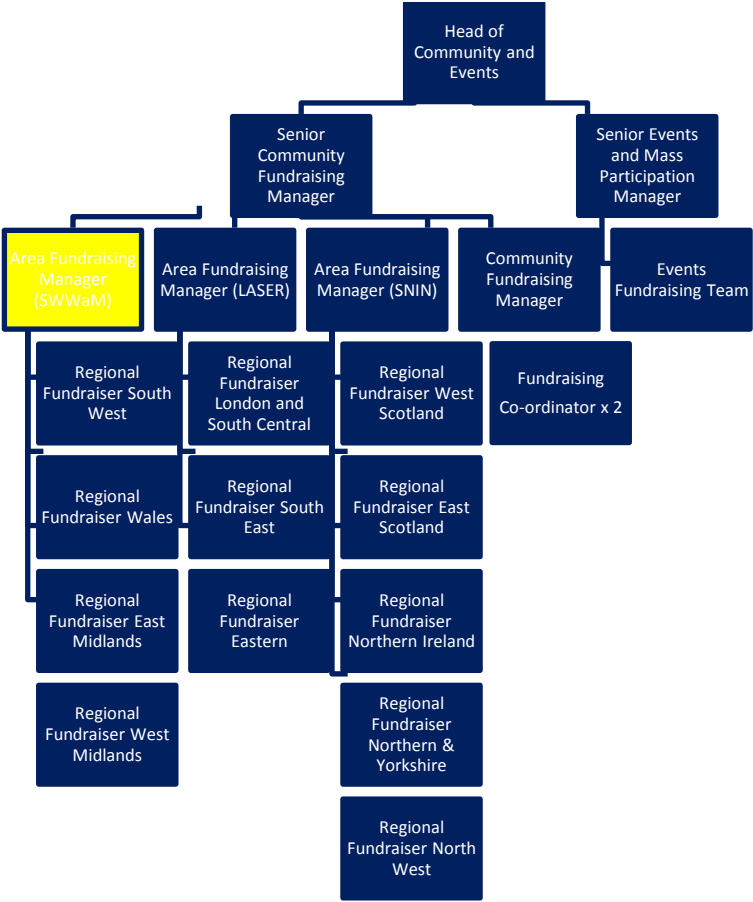 Head of
Community and
Events
Senior
Community
Fundraising
Manager
Senior Events
and Mass
Participation
Manager
Area Fundraising
Manager
(SWWaM)
Area Fundraising
Manager (LASER)
Area Fundraising
Manager (SNIN)
Community
Fundraising
Manager
Events
Fundraising Team
Regional
Fundraiser South
West
Regional
Fundraiser
London and
South Central
Regional
Fundraiser West
Scotland
Fundraising
Co-ordinator x 2
Regional
Fundraiser Wales
Regional
Fundraiser South
East
Regional
Fundraiser East
Scotland
Regional
Fundraiser East
Midlands
Regional
Fundraiser
Eastern
Regional
Fundraiser
Northern Ireland
Regional
Fundraiser West
Midlands
Regional
Fundraiser
Northern &
Yorkshire
Regional
Fundraiser North
West